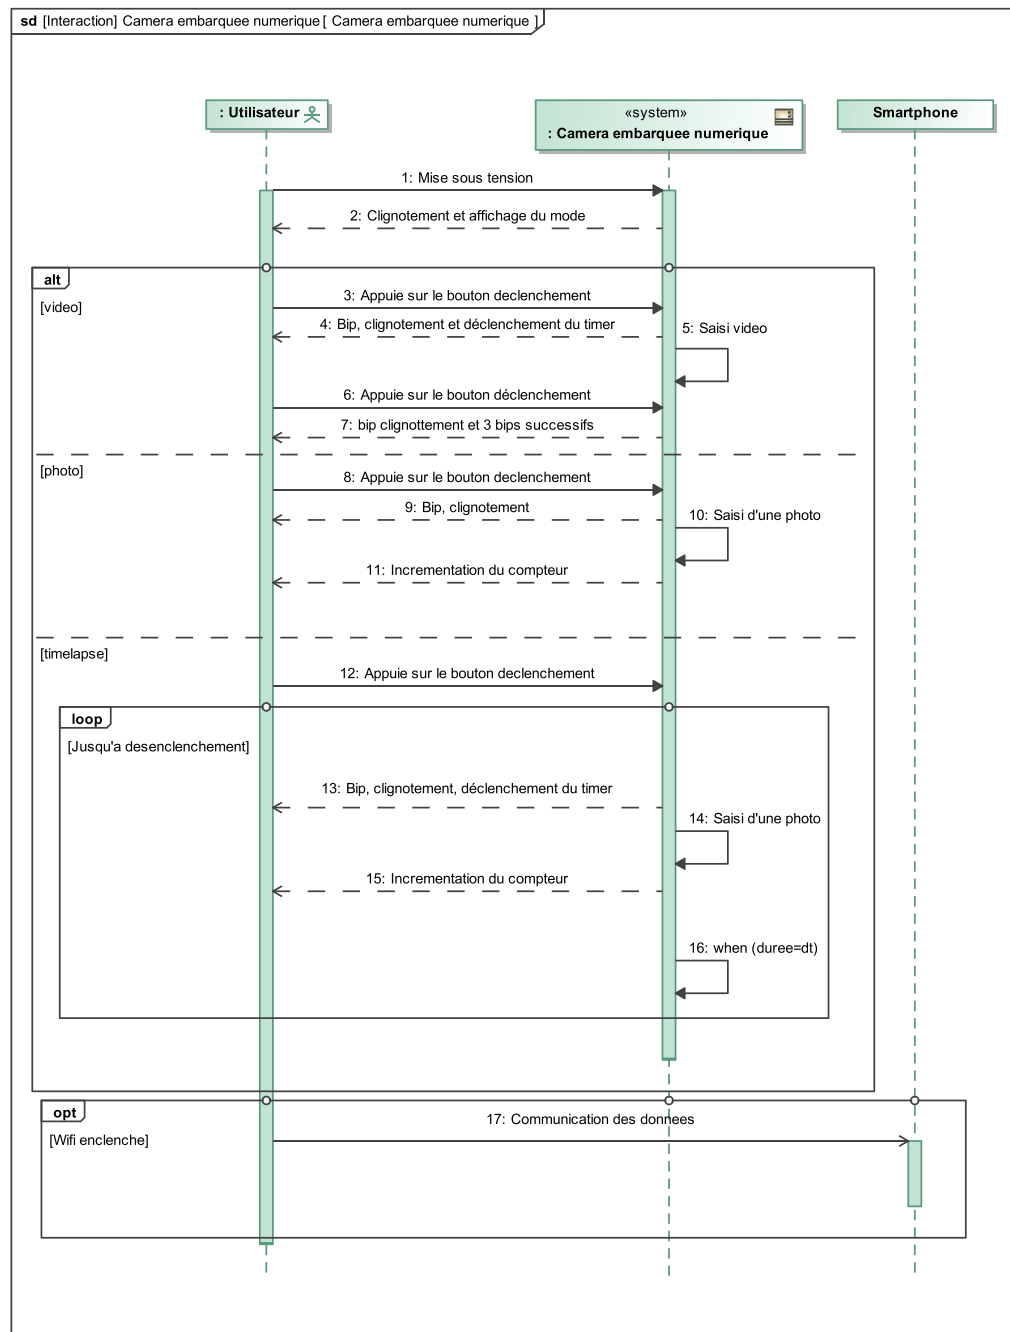 sd [Interaction] Camera embarquee numerique [ Camera embarquee numerique ]
: Utilisateur
«system»
: Camera embarquee numerique
Smartphone
1: Mise sous tension
2: Clignotement et affichage du mode
alt
[video]
3: Appuie sur le bouton declenchement
4: Bip, clignotement et déclenchement du timer
5: Saisi video
6: Appuie sur le bouton déclenchement
7: bip clignottement et 3 bips successifs
[photo]
8: Appuie sur le bouton declenchement
9: Bip, clignotement
10: Saisi d'une photo
11: Incrementation du compteur
[timelapse]
12: Appuie sur le bouton declenchement
loop
[Jusqu'a desenclenchement]
13: Bip, clignotement, déclenchement du timer
14: Saisi d'une photo
15: Incrementation du compteur
16: when (duree=dt)
opt
17: Communication des donnees
[Wifi enclenche]